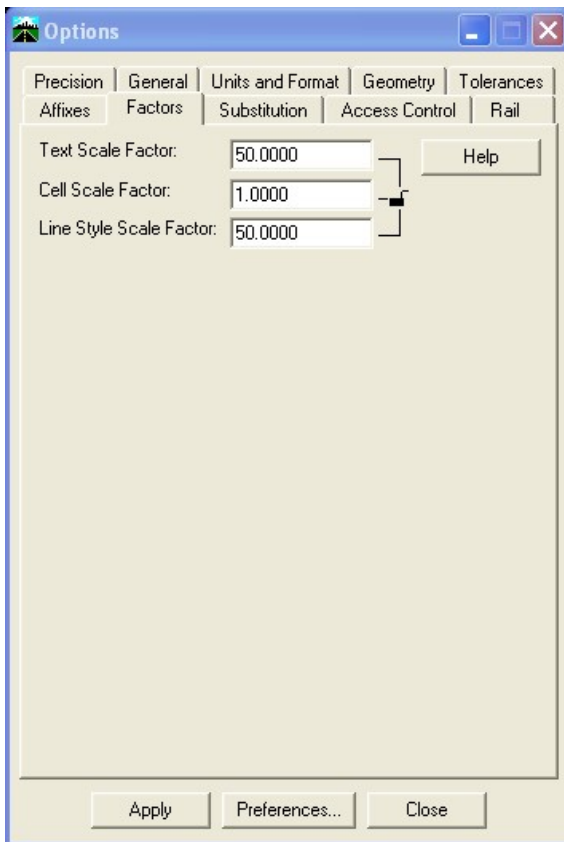 Options
Precision General Units and Format Geometry Tolerances
Affixes Factors Substitution Access Control Rail
Text Scale Factor: 50.0000 Help
Cell Scale Factor: 1.0000
Line Style Scale Factor: 50.0000
Apply Preferences... Close